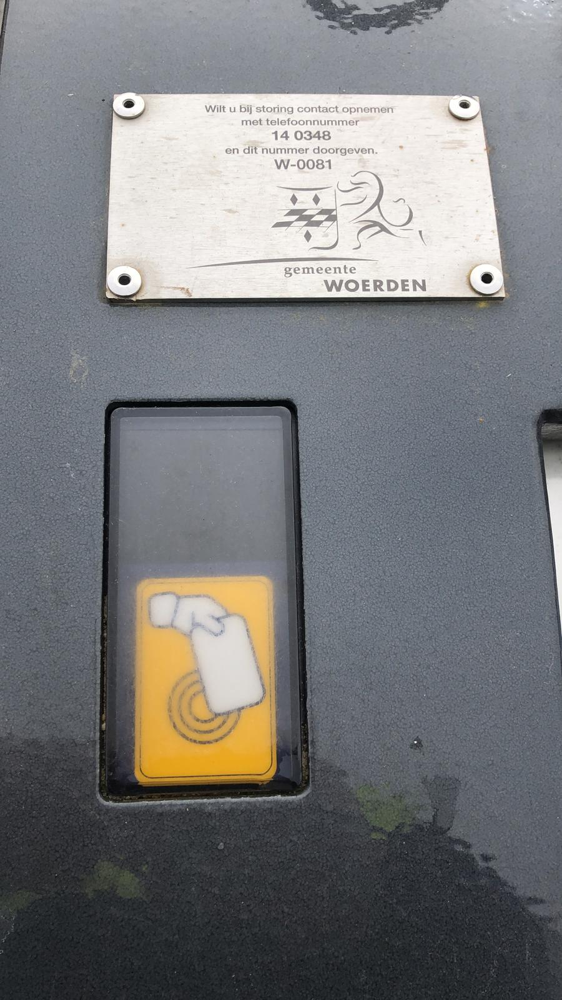 Wilt u bij storing contact opnemen
met telefoonnummer
14 0348
en dit nummer doorgeven.
W-0081
gemeente
WOERDEN